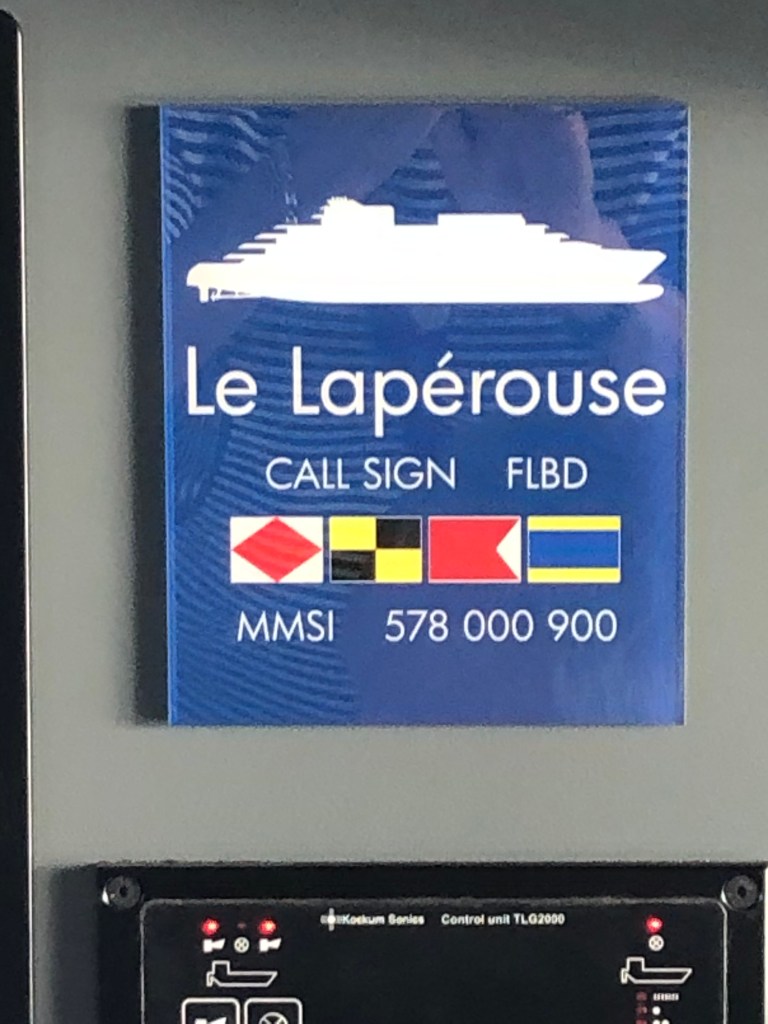 Le Lapérouse
CALL SIGN FLBD
MMSI 578 000 900
Kockum Sonics Control unit TLG2000